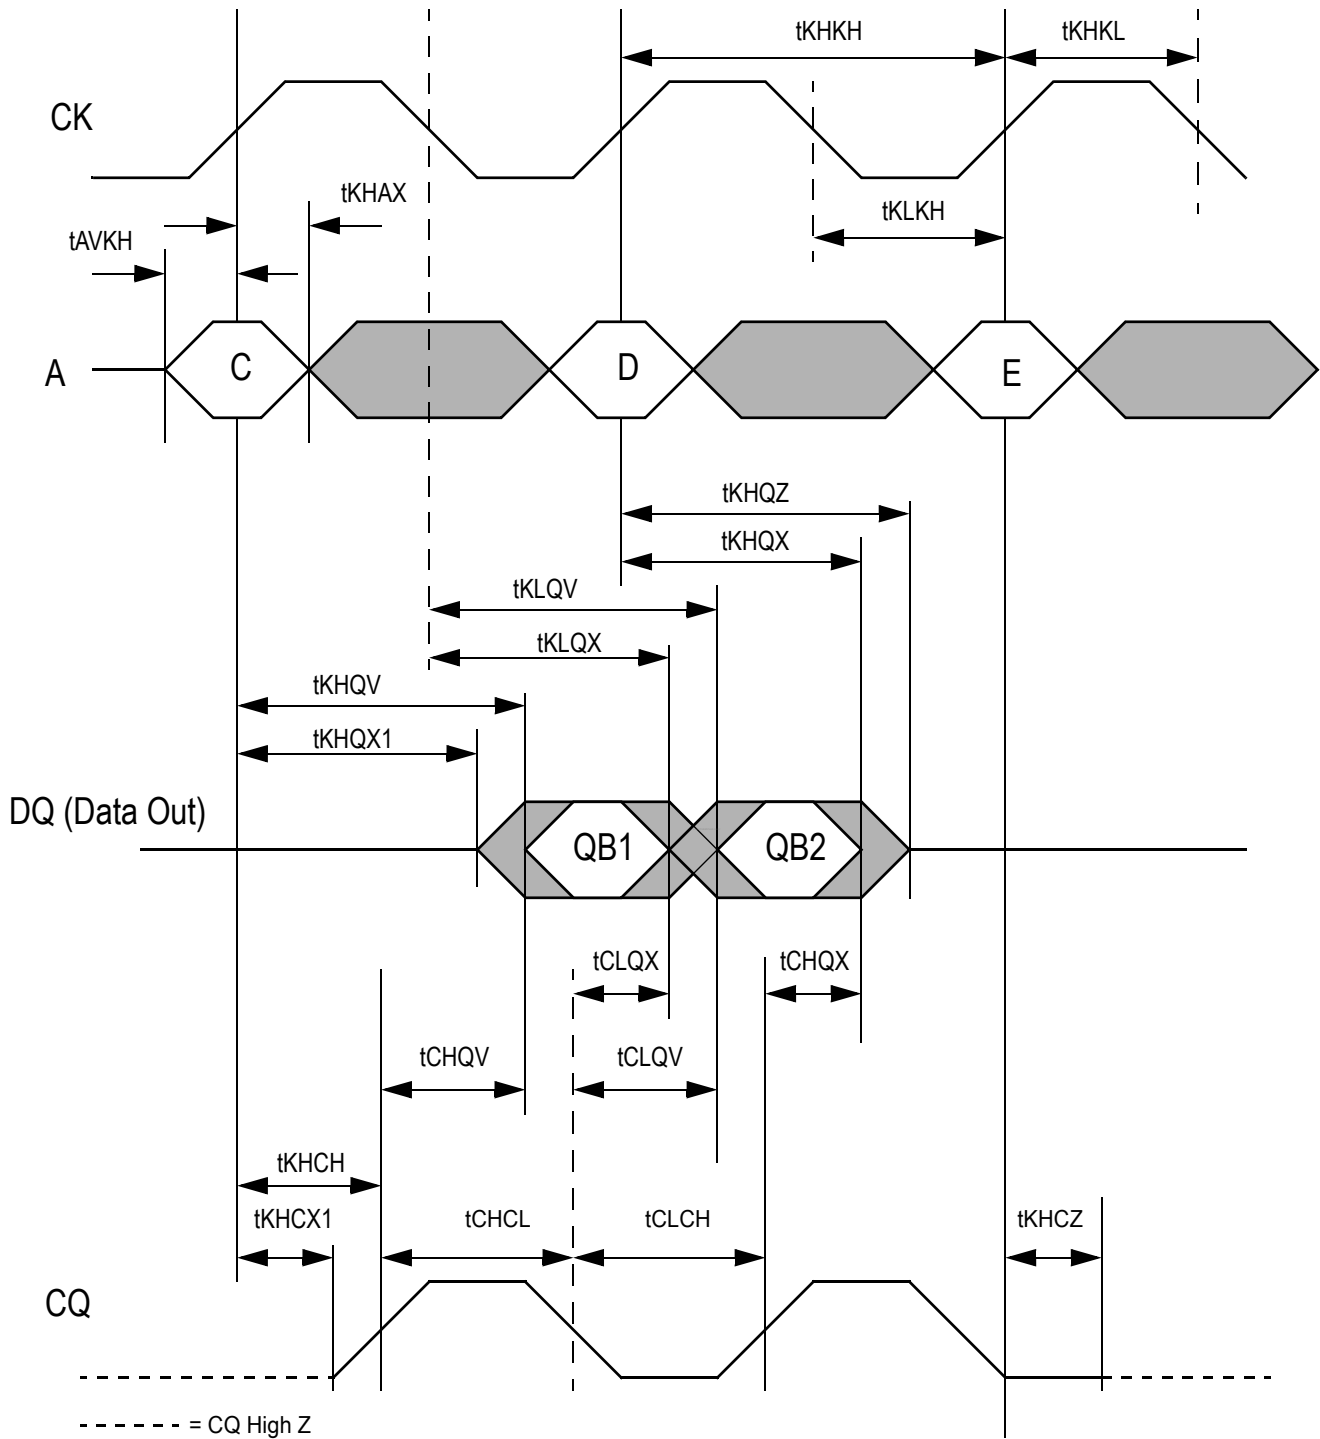 tKHKH
tKHKL
CK
tKHAX
tKLKH
tAVKH
A
C
D
E
tKHQZ
tKHQX
tKLQV
tKLQX
tKHQV
tKHQX1
DQ (Data Out)
QB1
QB2
tCLQX
tCHQX
tCHQV
tCLQV
tKHCH
tKHCX1
tCHCL
tCLCH
tKHCZ
CQ
= CQ High Z